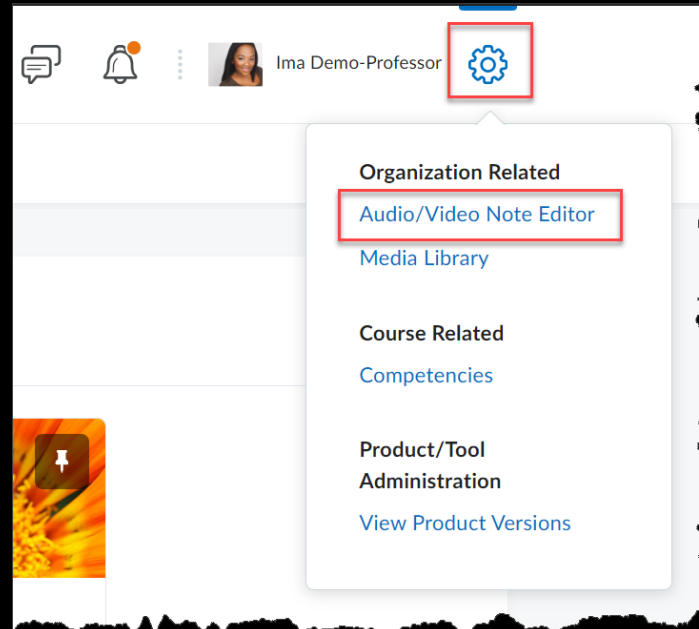 Ima Demo-Professor
Organization Related
Audio/Video Note Editor
Media Library
Course Related
Competencies
Product/Tool
Administration
View Product Versions